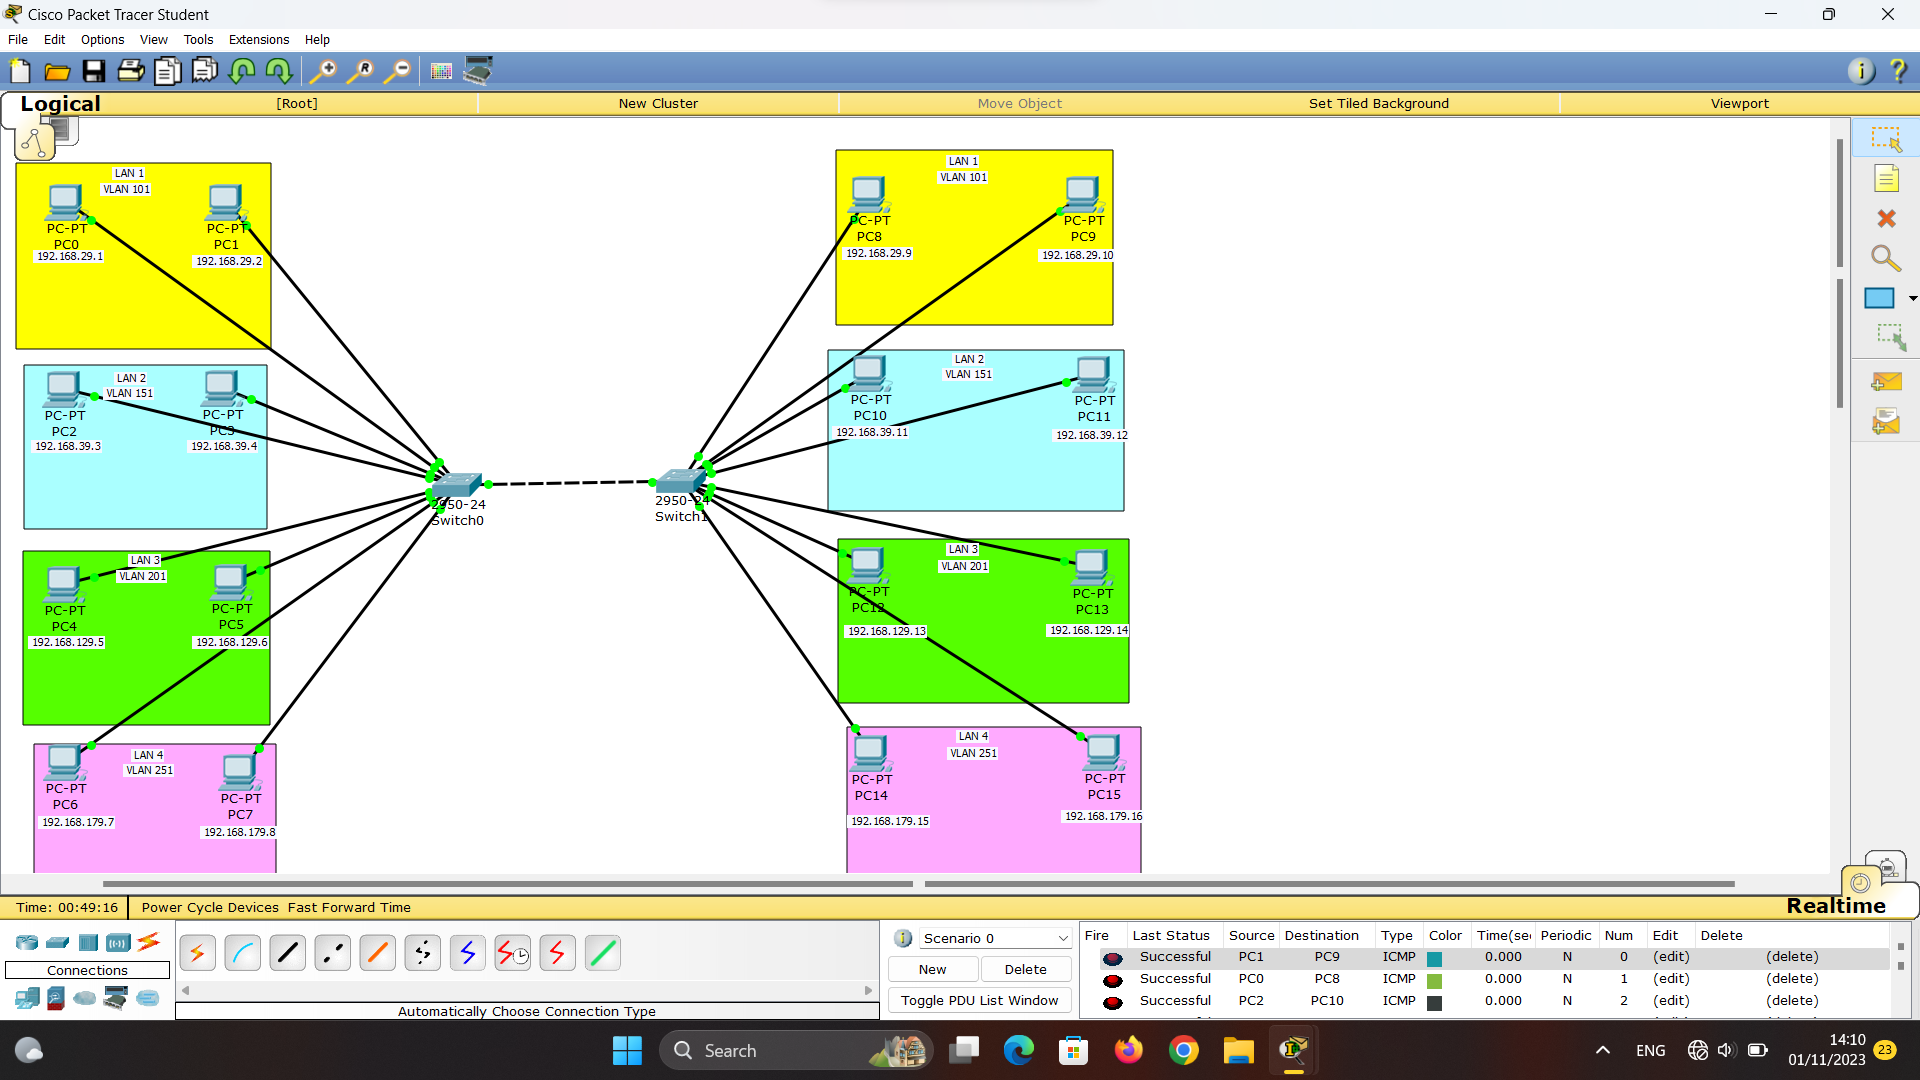 Cisco Packet Tracer Student
File Edit Options View Tools Extensions Help
Logical [Root] New Cluster Move Object Set Tiled Background Viewport
LAN 1
VLAN 101
PC-PT
PC0
192.168.29.1
PC-PT
PC1
192.168.29.2
LAN 2
VLAN 151
PC-PT
PC2
192.168.39.3
PC-PT
PC3
192.168.39.4
LAN 3
VLAN 201
PC-PT
PC4
192.168.129.5
PC-PT
PC5
192.168.129.6
LAN 4
VLAN 251
PC-PT
PC6
192.168.179.7
PC-PT
PC7
192.168.179.8
2950-24
Switch0
2950-24
Switch1
LAN 1
VLAN 101
PC-PT
PC8
192.168.29.9
PC-PT
PC9
192.168.29.10
LAN 2
VLAN 151
PC-PT
PC10
192.168.39.11
PC-PT
PC11
192.168.39.12
LAN 3
VLAN 201
PC-PT
PC12
192.168.129.13
PC-PT
PC13
192.168.129.14
LAN 4
VLAN 251
PC-PT
PC14
192.168.179.15
PC-PT
PC15
192.168.179.16
Time: 00:49:16 Power Cycle Devices Fast Forward Time
Realtime
Connections
Automatically Choose Connection Type
Scenario 0
New Delete
Toggle PDU List Window
Fire Last Status Source Destination Type Color Time(sec Periodic Num Edit Delete
Successful PC1 PC9 ICMP 0.000 N 0 (edit) (delete)
Successful PC0 PC8 ICMP 0.000 N 1 (edit) (delete)
Successful PC2 PC10 ICMP 0.000 N 2 (edit) (delete)
Search
ENG
14:10
01/11/2023
23